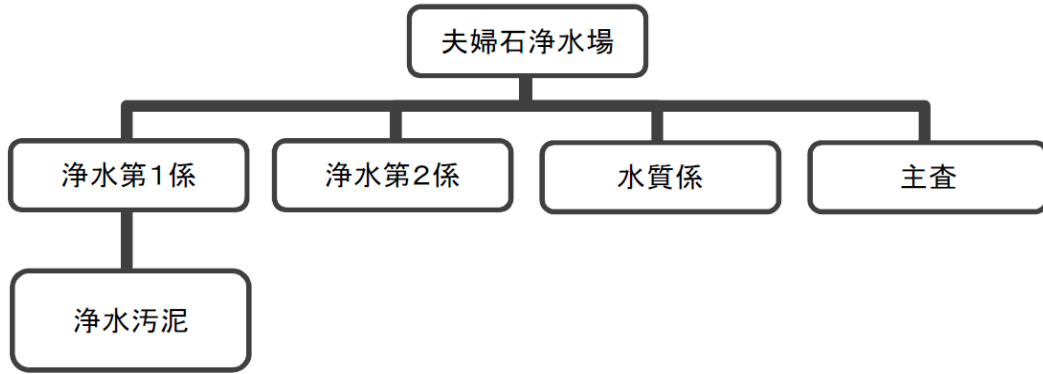 夫婦石浄水場
浄水第1係
浄水第2係
水質係
主査
浄水汚泥